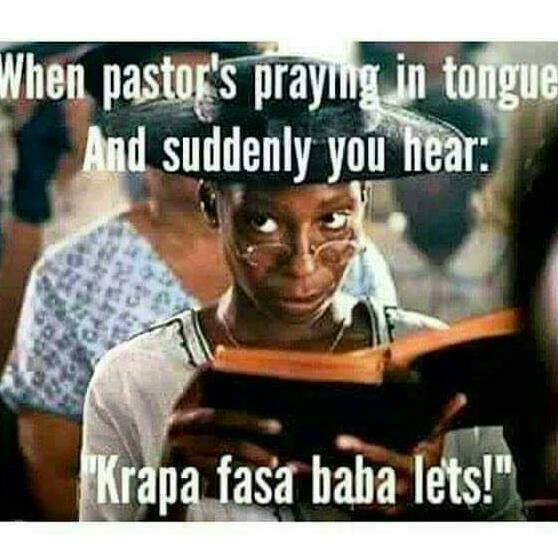 When pastor's praying in tongue
And suddenly you hear:
"Krapa fasa baba lets!"